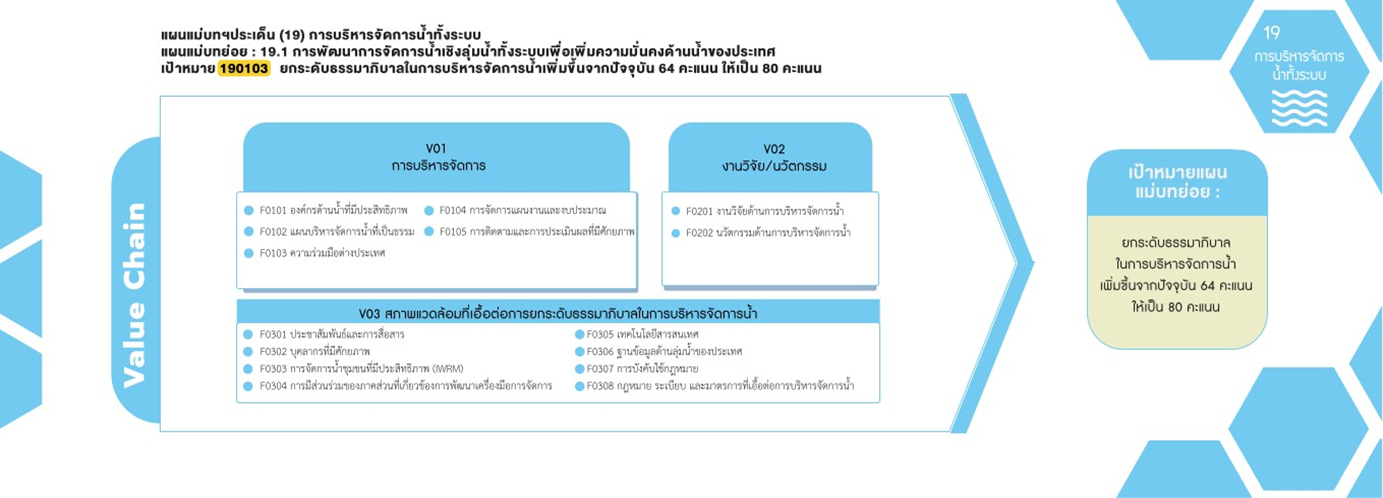 แผนแม่บทฯประเด็น (19) การบริหารจัดการน้ำทั้งระบบ
แผนแม่บทย่อย : 19.1 การพัฒนาการจัดการน้ำเชิงลุ่มน้ำทั้งระบบเพื่อเพิ่มความมั่นคงด้านน้ำของประเทศ
เป้าหมาย 190103 ยกระดับธรรมาภิบาลในการบริหารจัดการน้ำเพิ่มขึ้นจากปัจจุบัน 64 คะแนน ให้เป็น 80 คะแนน
19
การบริหารจัดการ
น้ำทั้งระบบ
Value Chain
V01
การบริหารจัดการ
F0101 องค์กรด้านน้ำที่มีประสิทธิภาพ
F0102 แผนบริหารจัดการน้ำที่เป็นธรรม
F0103 ความร่วมมือต่างประเทศ
F0104 การจัดการแผนงานและงบประมาณ
F0105 การติดตามและการประเมินผลที่มีศักยภาพ
V02
งานวิจัย/นวัตกรรม
F0201 งานวิจัยด้านการบริหารจัดการน้ำ
F0202 นวัตกรรมด้านการบริหารจัดการน้ำ
V03 สภาพแวดล้อมที่เอื้อต่อการยกระดับธรรมาภิบาลในการบริหารจัดการน้ำ
F0301 ประชาสัมพันธ์และการสื่อสาร
F0302 บุคลากรที่มีศักยภาพ
F0303 การจัดการน้ำชุมชนที่มีประสิทธิภาพ (IWRM)
F0304 การมีส่วนร่วมของภาคส่วนที่เกี่ยวข้องการพัฒนาเครื่องมือการจัดการ
F0305 เทคโนโลยีสารสนเทศ
F0306 ฐานข้อมูลด้านลุ่มน้ำของประเทศ
F0307 การบังคับใช้กฎหมาย
F0308 กฎหมาย ระเบียบ และมาตรการที่เอื้อต่อการบริหารจัดการน้ำ
เป้าหมายแผน
แม่บทย่อย :
ยกระดับธรรมาภิบาล
ในการบริหารจัดการน้ำ
เพิ่มขึ้นจากปัจจุบัน 64 คะแนน
ให้เป็น 80 คะแนน